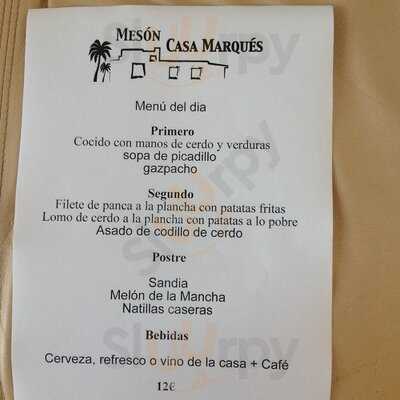 MESÓN CASA MARQUÉS
Menú del dia
Primero
Cocido con manos de cerdo y verduras
sopa de picadillo
gazpacho
Segundo
Filete de panca a la plancha con patatas fritas
Lomo de cerdo a la plancha con patatas a lo pobre
Asado de codillo de cerdo
Postre
Sandia
Melón de la Mancha
Natillas caseras
Bebidas
Cerveza, refresco o vino de la casa + Café
12€